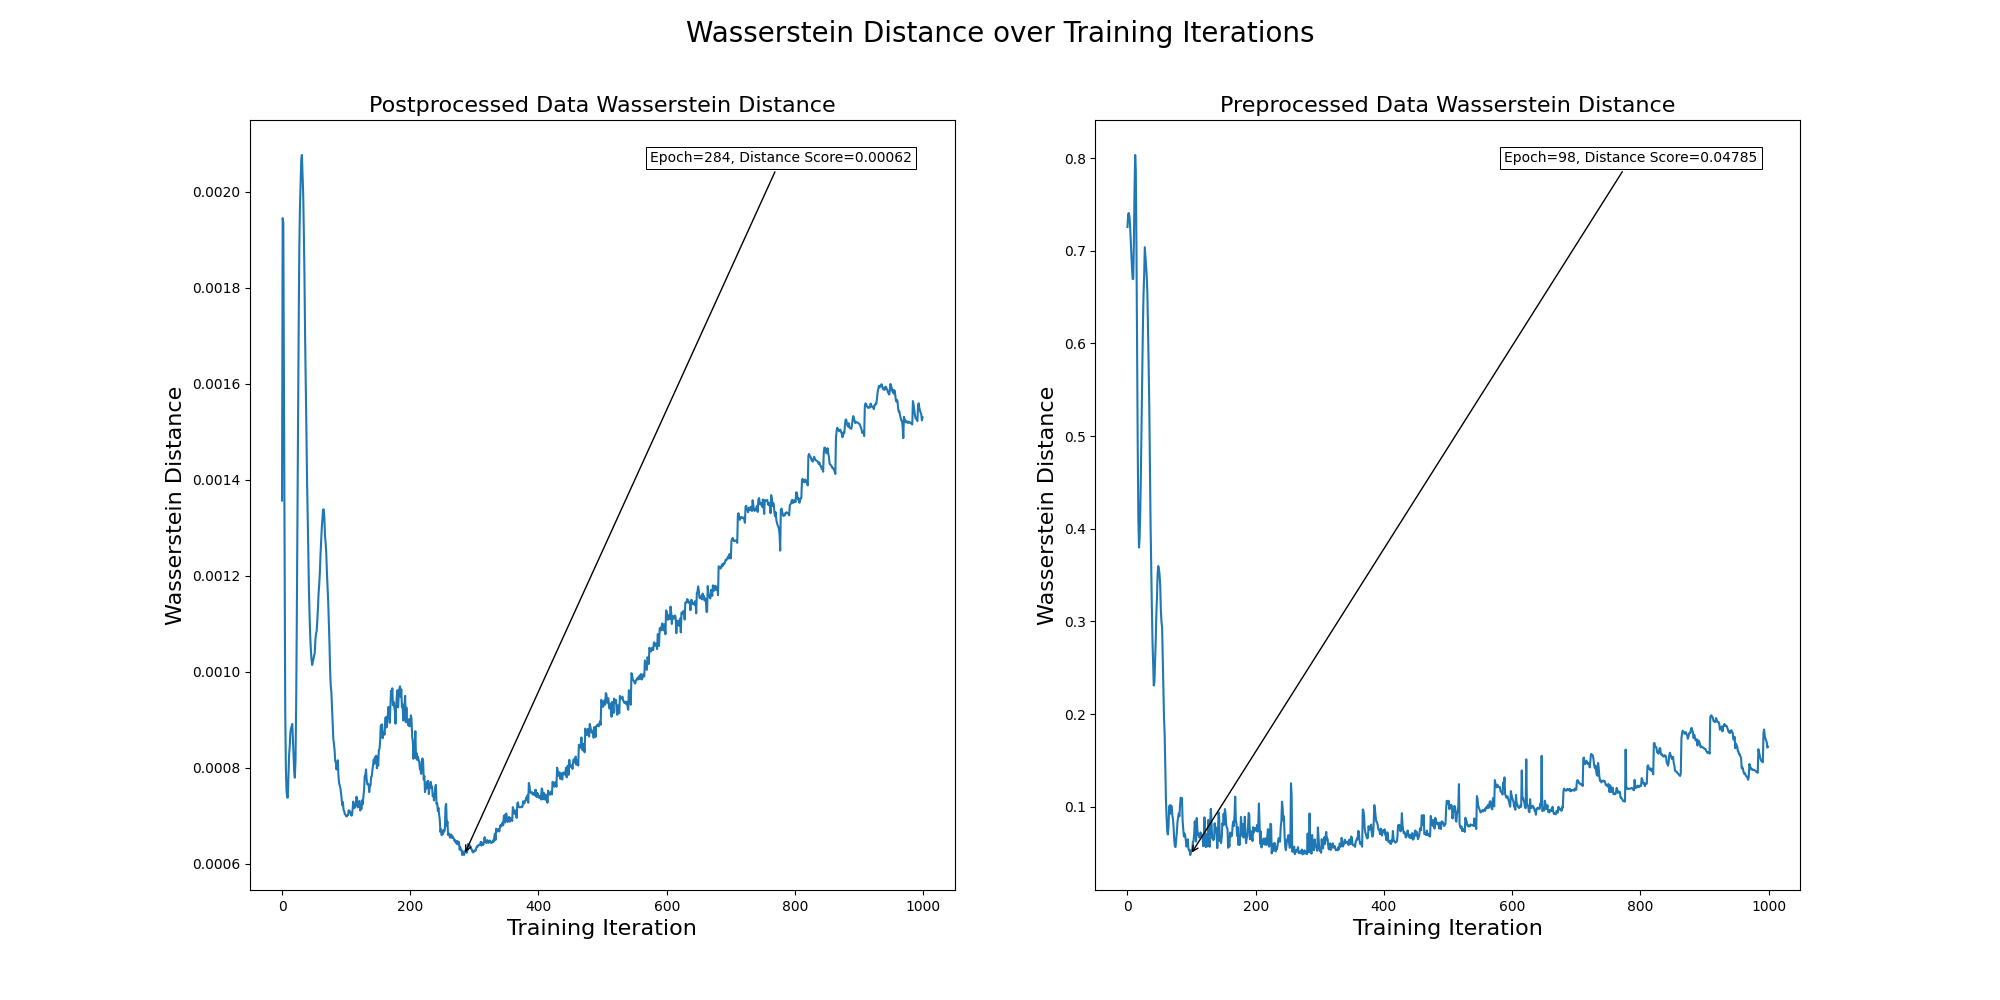 Wasserstein Distance over Training Iterations
Postprocessed Data Wasserstein Distance
Epoch=284, Distance Score=0.00062
0.0020
0.0018
0.0016
0.0014
0.0012
0.0010
0.0008
0.0006
Wasserstein Distance
0 200 400 600 800 1000
Training Iteration
Preprocessed Data Wasserstein Distance
Epoch=98, Distance Score=0.04785
0.8
0.7
0.6
0.5
0.4
0.3
0.2
0.1
Wasserstein Distance
0 200 400 600 800 1000
Training Iteration